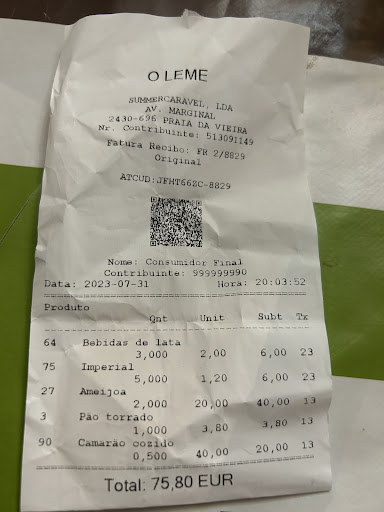 O LEME
SUMMERCARAVEL, LDA
AV. MARGINAL
2430-696 PRAIA DA VIEIRA
Nr. Contribuinte: 513091149
Fatura Recibo: FR 2/8829
Original
ATCUD:JFHT66ZC-8829
Nome: Consumidor Final
Contribuinte: 999999990
Data: 2023-07-31 Hora: 20:03:52
Produto
Qnt Unit Subt Tx
64 Bebidas de lata
3,000 2,00 6,00 23
75 Imperial
5,000 1,20 6,00 23
27 Ameijoa
2,000 20,00 40,00 13
3 Pão torrado
1,000 3,80 3,80 13
90 Camarão cozido
0,500 40,00 20,00 13
Total: 75,80 EUR